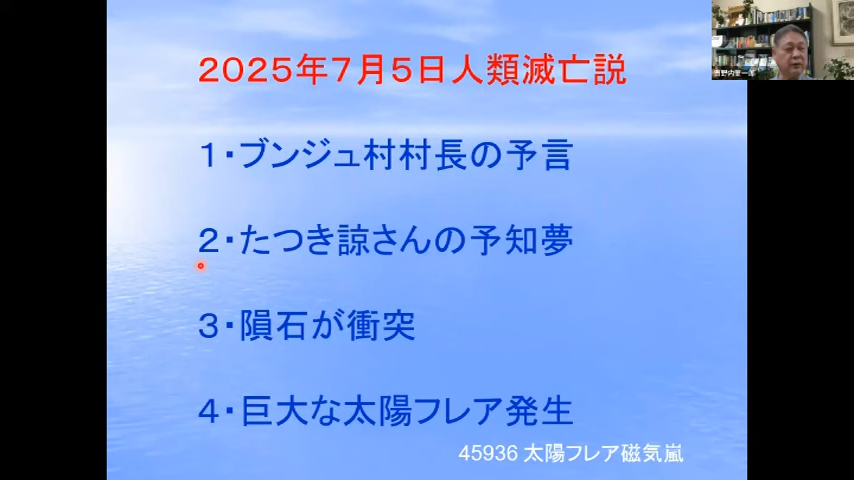 ２０２５年７月５日人類滅亡説
１・ブンジュ村村長の予言
２・たつき諒さんの予知夢
３・隕石が衝突
４・巨大な太陽フレア発生
45936 太陽フレア磁気嵐